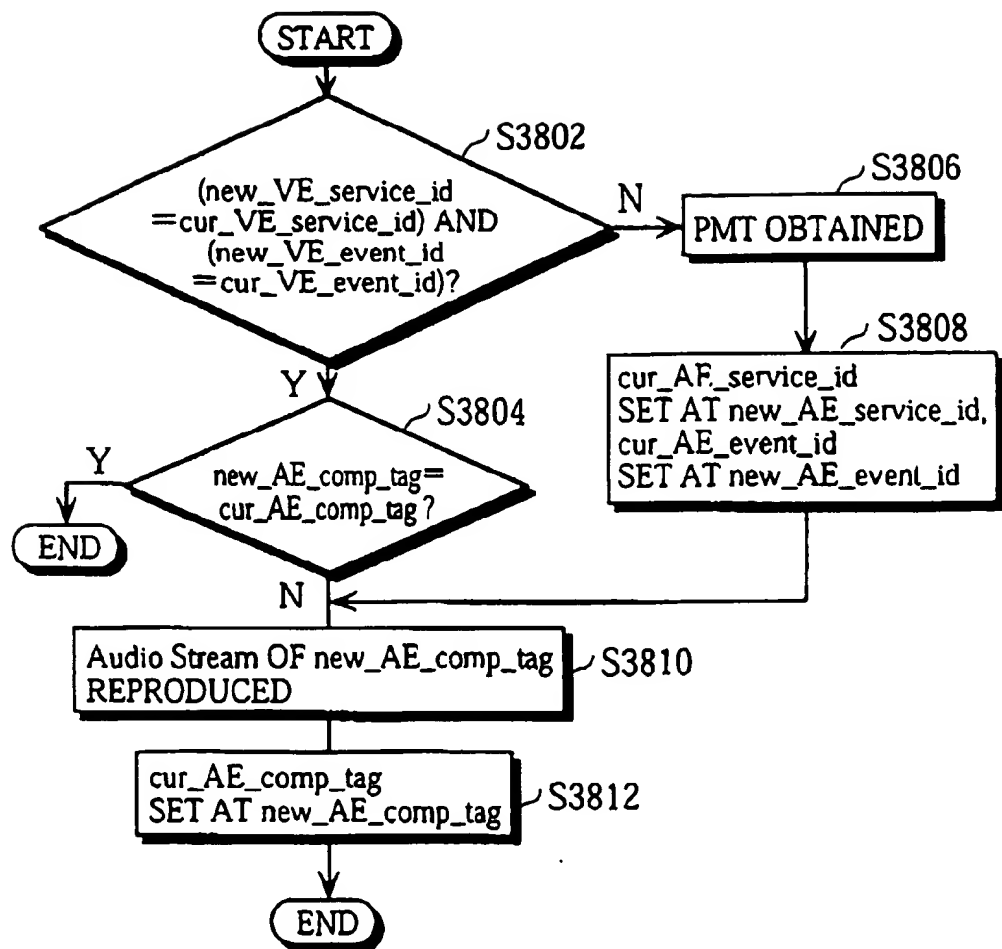 START
S3802
(new_VE_service_id
=cur_VE_service_id) AND
(new_VE_event_id
=cur_VE_event_id)?
N
S3806
PMT OBTAINED
S3808
cur_AE_service_id
SET AT new_AE_service_id,
cur_AE_event_id
SET AT new_AE_event_id
Y
S3804
new_AE_comp_tag=
cur_AE_comp_tag?
Y
END
N
Audio Stream OF new_AE_comp_tag
REPRODUCED
S3810
cur_AE_comp_tag
SET AT new_AE_comp_tag
S3812
END